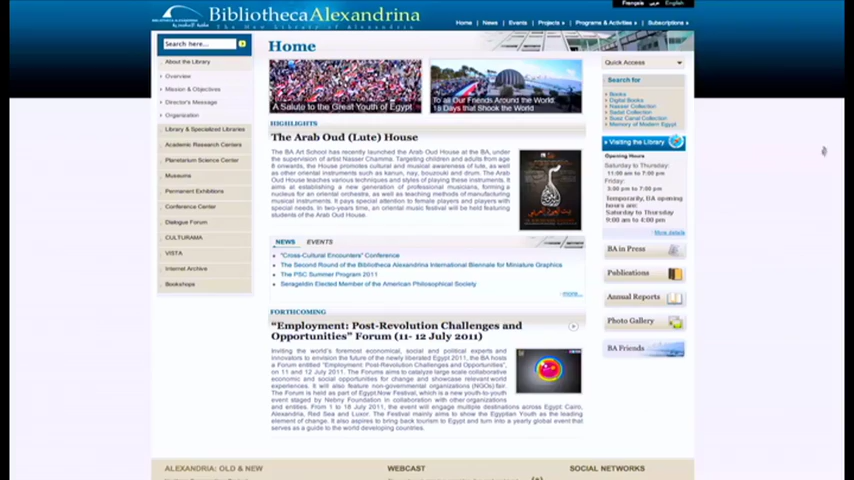 Français عربي English
BibliothecaAlexandrina
The New Library of Alexandria
Home News Events Projects » Programs & Activities » Subscriptions »
Search here...
Home
About the Library
Overview
Mission & Objectives
Director's Message
Organization
Library & Specialized Libraries
Academic Research Centers
Planetarium Science Center
Museums
Permanent Exhibitions
Conference Center
Dialogue Forum
CULTURAMA
VISTA
Internet Archive
Bookshops
A Salute to the Great Youth of Egypt
To all Our Friends Around the World:
18 Days that Shook the World
HIGHLIGHTS
The Arab Oud (Lute) House
The BA Art School has recently launched the Arab Oud House at the BA, under
the supervision of artist Nasser Chamma. Targeting children and adults from age
8 onwards, the House promotes cultural and musical awareness of lute, as well
as other oriental instruments such as kanun, nay, bouzouki and drum. The Arab
Oud House teaches various techniques and styles of playing these instruments. It
aims at establishing a new generation of professional musicians, forming a
nucleus for an oriental orchestra, as well as teaching methods of manufacturing
musical instruments. It pays special attention to female players and players with
special needs. In two-years time, an oriental music festival will be held featuring
students of the Arab Oud House.
NEWS EVENTS
"Cross-Cultural Encounters" Conference
The Second Round of the Bibliotheca Alexandrina International Biennale for Miniature Graphics
The PSC Summer Program 2011
Serageldin Elected Member of the American Philosophical Society
more...
FORTHCOMING
"Employment: Post-Revolution Challenges and
Opportunities" Forum (11- 12 July 2011)
Inviting the world's foremost economical, social and political experts and
innovators to envision the future of the newly liberated Egypt 2011, the BA hosts
a Forum entitled "Employment: Post-Revolution Challenges and Opportunities",
on 11 and 12 July 2011. The Forums aims to catalyze large scale collaborative
economic and social opportunities for change and showcase relevant world
experiences. It will also feature non-governmental organizations (NGOs) fair.
The Forum is held as part of Egypt Now Festival, which is a new youth-to-youth
event staged by Nebny Foundation in collaboration with other organizations
and entities. From 1 to 18 July 2011, the event will engage multiple destinations across Egypt: Cairo,
Alexandria, Red Sea and Luxor. The Festival mainly aims to show the Egyptian Youth as the leading
element of change. It also aspires to bring back tourism to Egypt and turn into a yearly global event that
serves as a guide to the world developing countries.
Quick Access
Search for
Books
Digital Books
Nasser Collection
Sadat Collection
Suez Canal Collection
Memory of Modern Egypt
Visiting the Library
Opening Hours
Saturday to Thursday:
11:00 am to 7:00 pm
Friday:
3:00 pm to 7:00 pm
Temporarily, BA opening
hours are:
Saturday to Thursday
9:00 am to 4:00 pm
More details
BA in Press
Publications
Annual Reports
Photo Gallery
BA Friends
ALEXANDRIA: OLD & NEW WEBCAST SOCIAL NETWORKS